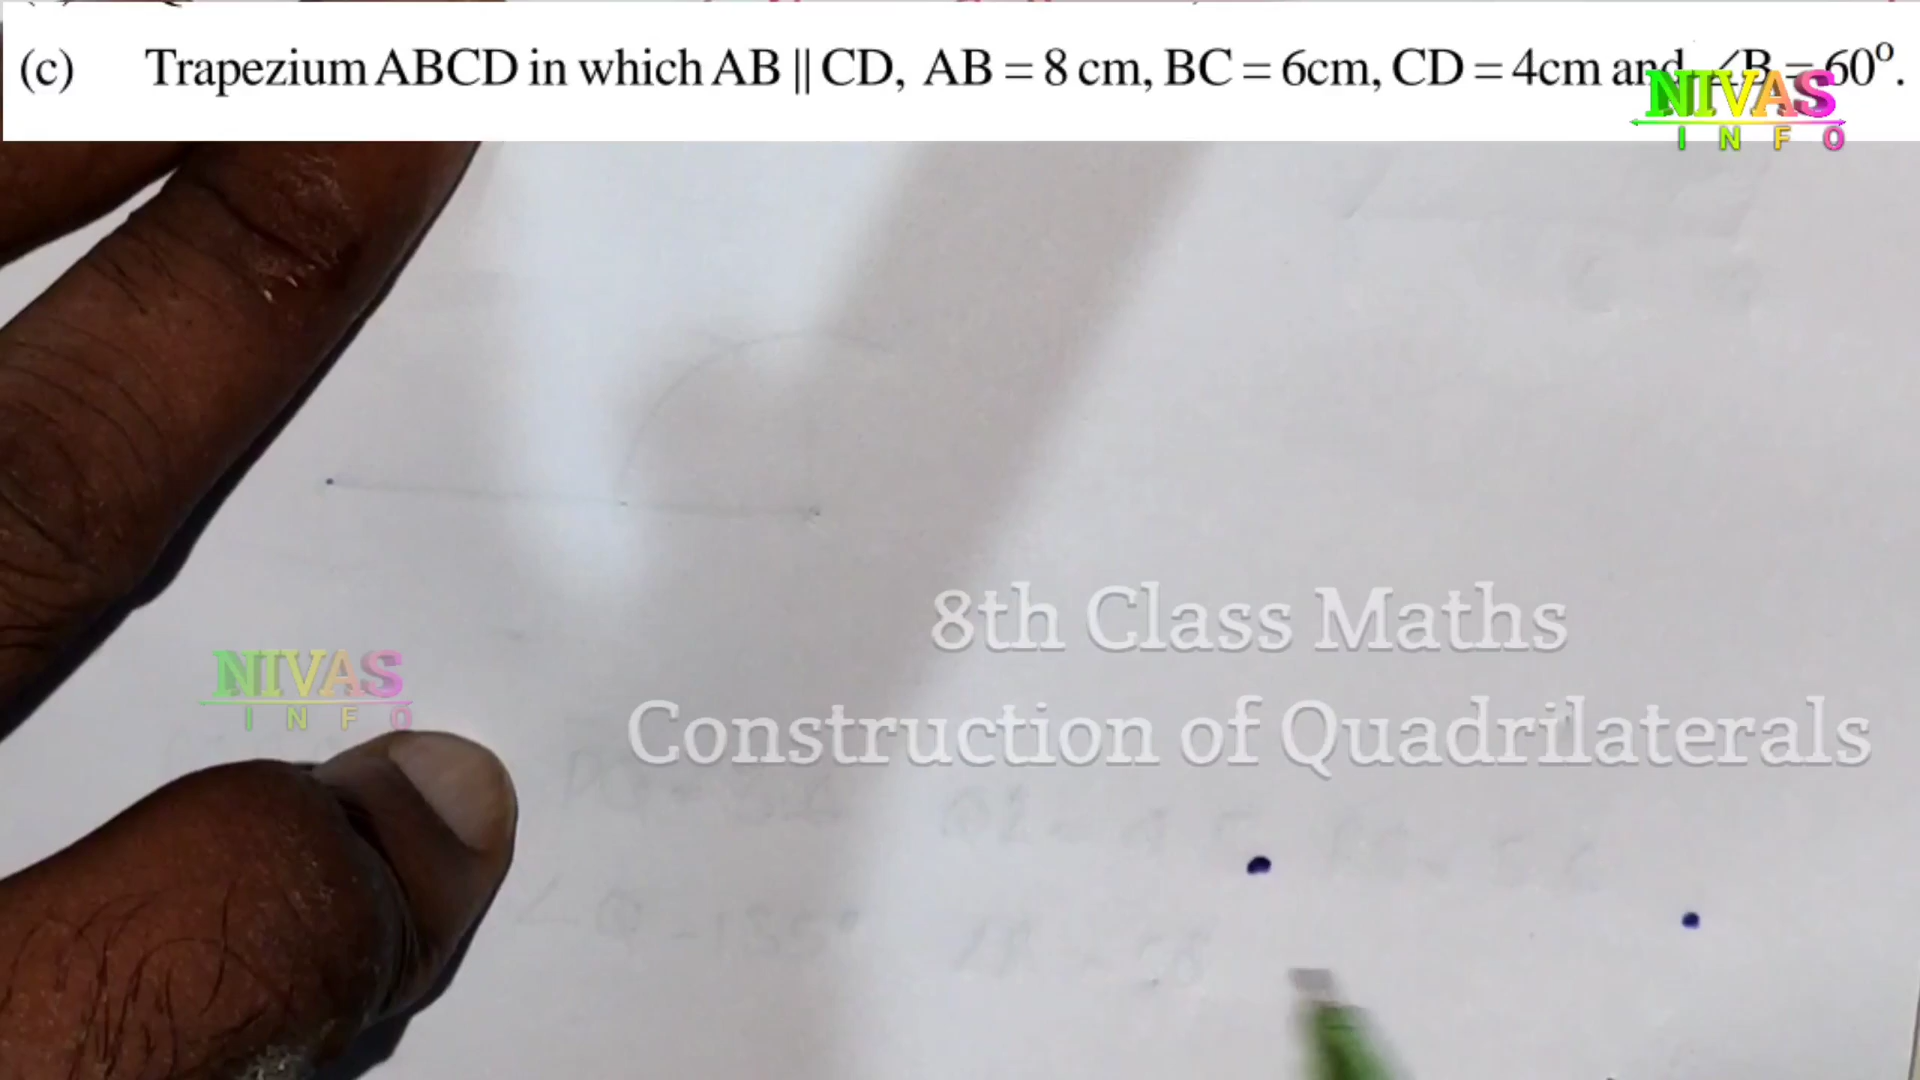 (c) Trapezium ABCD in which AB || CD, AB = 8 cm, BC = 6cm, CD = 4cm and ∠B = 60°.
NIVAS
INFO
8th Class Maths
NIVAS
INFO
Construction of Quadrilaterals